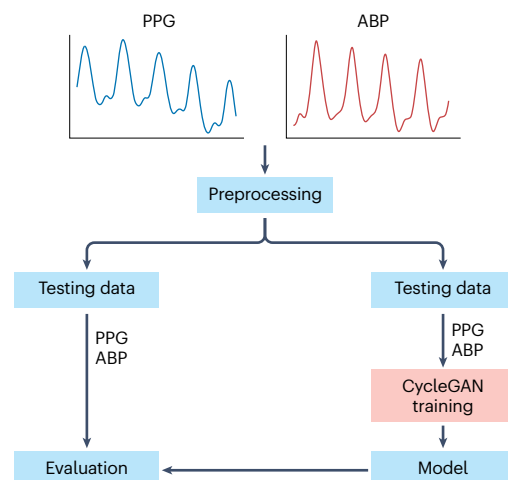 PPG
ABP
Preprocessing
Testing data
Testing data
PPG
ABP
PPG
ABP
CycleGAN
training
Evaluation
Model